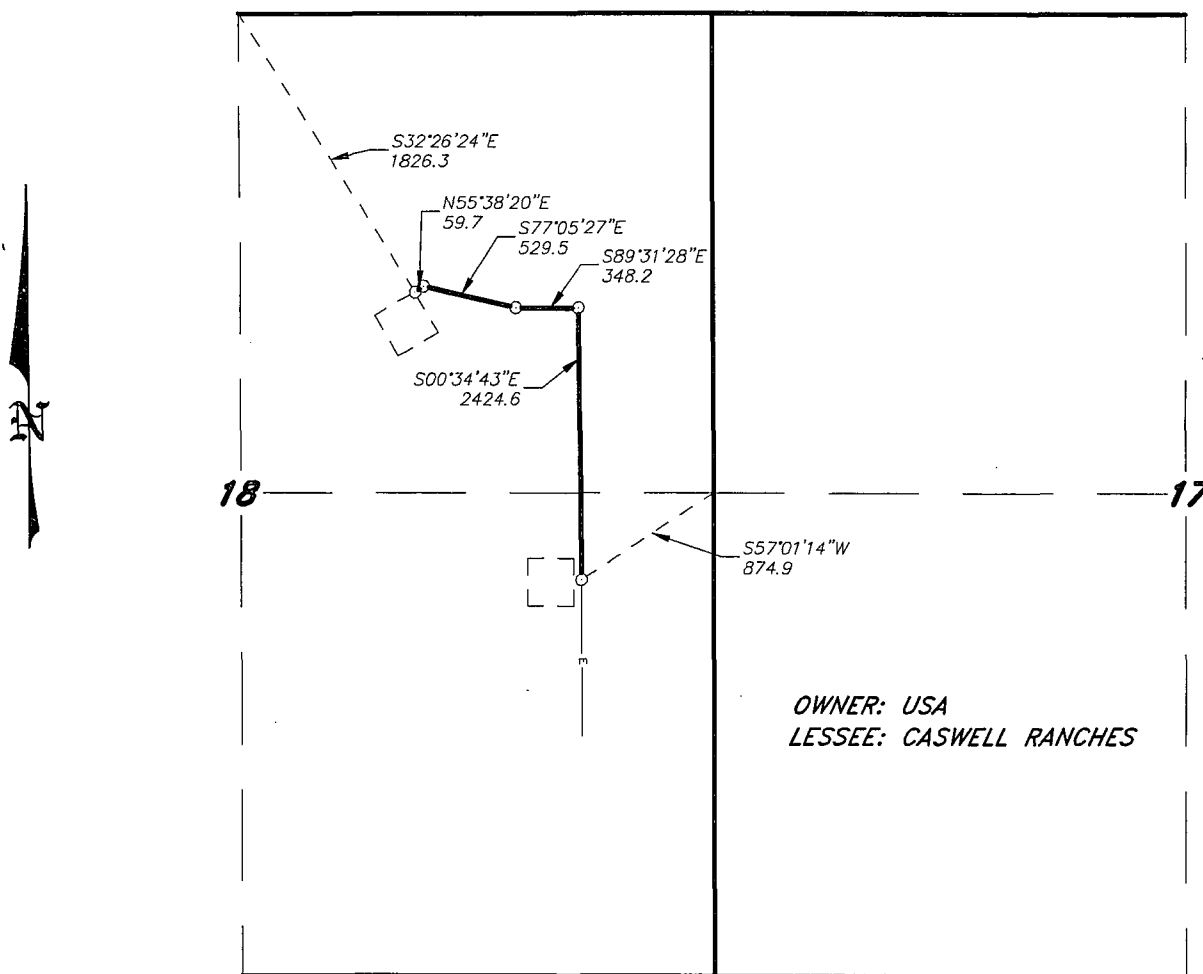 S32°26'24"E
1826.3
N55°38'20"E
59.7
S77°05'27"E
529.5
S89°31'28"E
348.2
S00°34'43"E
2424.6
N
18
17
S57°01'14"W
874.9
E
OWNER: USA
LESSEE: CASWELL RANCHES